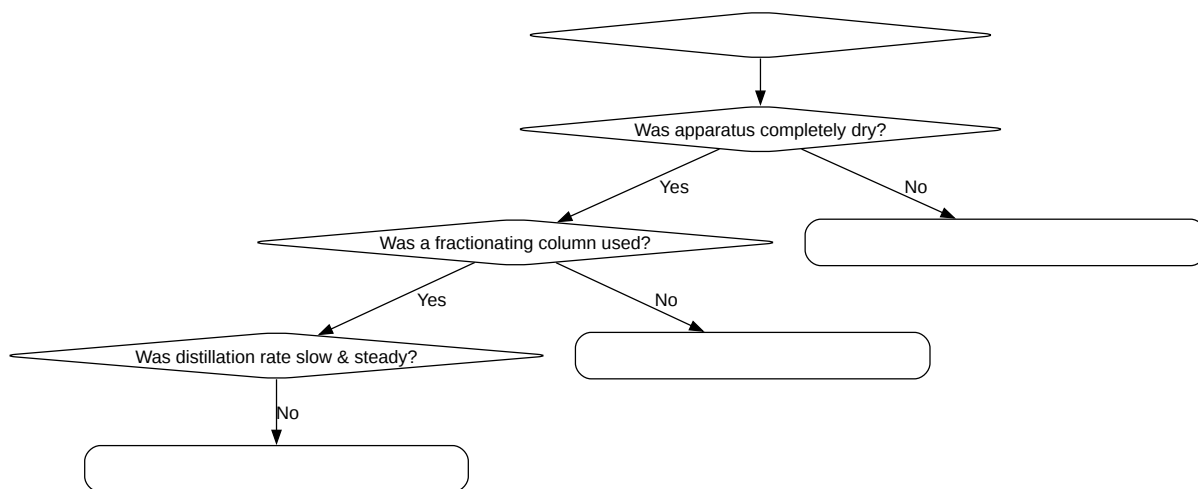 Was apparatus completely dry?
Yes
No
Was a fractionating column used?
Yes
No
Was distillation rate slow & steady?
No